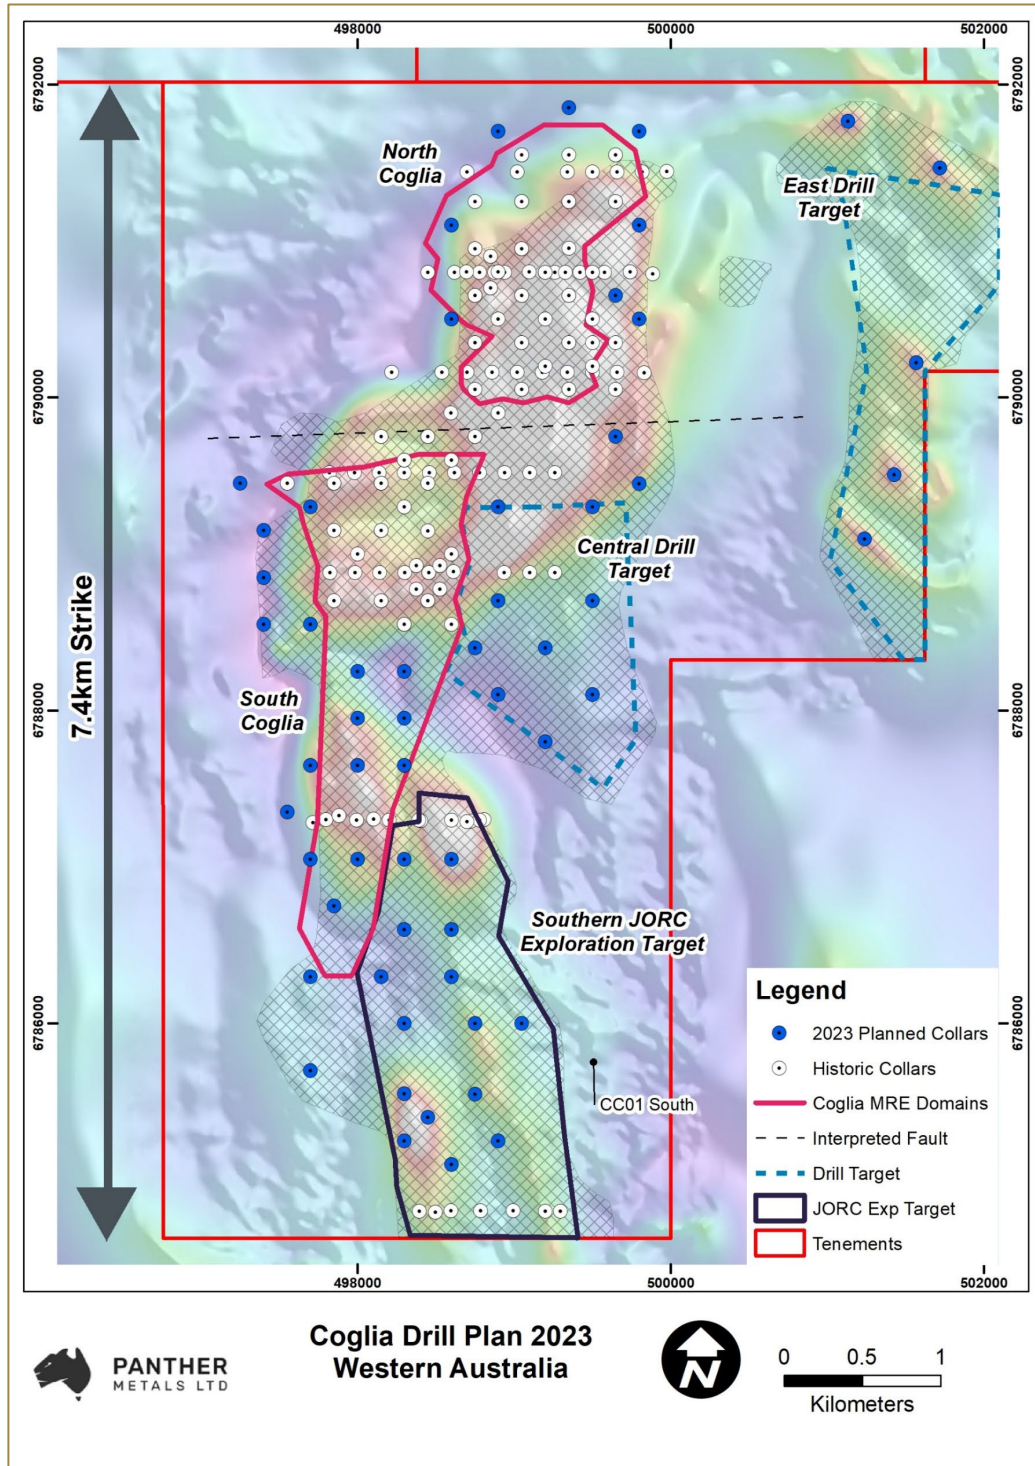 498000
500000
502000
6792000
6792000
North
Coglia
East Drill
Target
6790000
6790000
7.4km Strike
Central Drill
Target
South
Coglia
6788000
6788000
Southern JORC
Exploration Target
6786000
6786000
CC01 South
Legend
2023 Planned Collars
Historic Collars
Coglia MRE Domains
Interpreted Fault
Drill Target
JORC Exp Target
Tenements
498000
500000
502000
PANTHER
METALS LTD
Coglia Drill Plan 2023
Western Australia
N
0 0.5 1
Kilometers